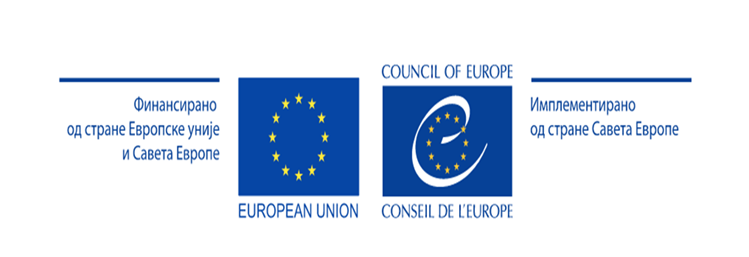 Финансирано
од стране Европске уније
и Савета Европе
EUROPEAN UNION
COUNCIL OF EUROPE
CONSEIL DE L'EUROPE
Имплементирано
од стране Савета Европе